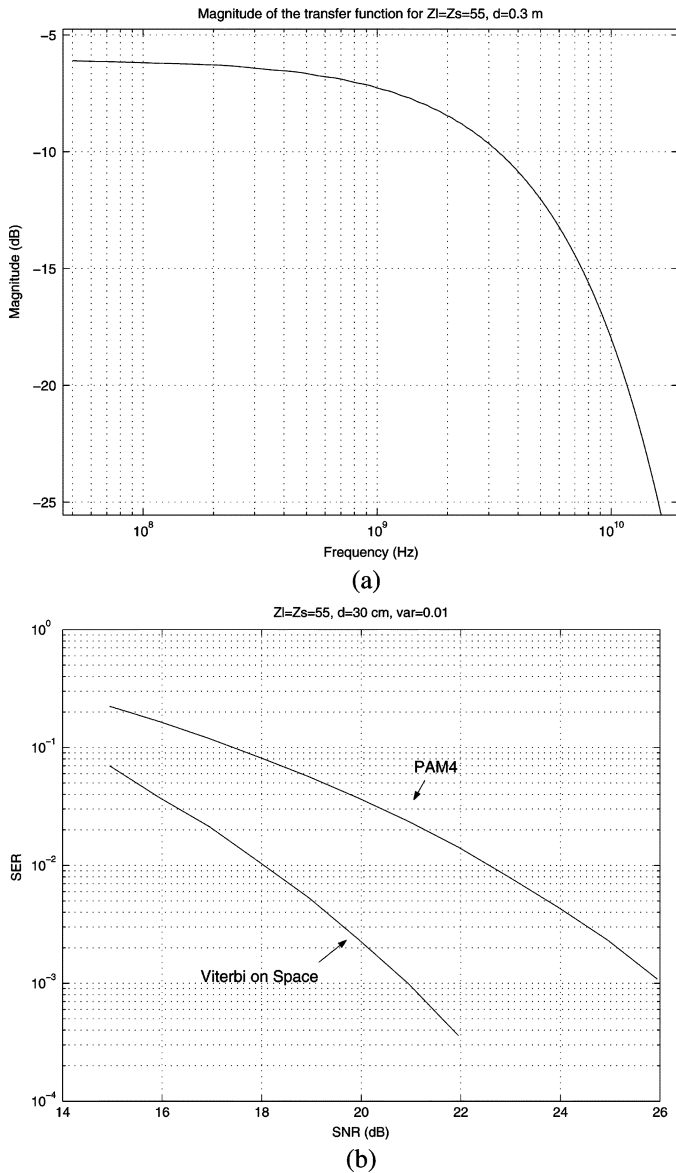 Magnitude of the transfer function for Zl=Zs=55, d=0.3 m
−5
−10
−15
−20
−25
Magnitude (dB)
10^8
10^9
10^10
Frequency (Hz)
(a)
Zl=Zs=55, d=30 cm, var=0.01
10^0
10^−1
10^−2
10^−3
10^−4
SER
PAM4
Viterbi on Space
14
16
18
20
22
24
26
SNR (dB)
(b)